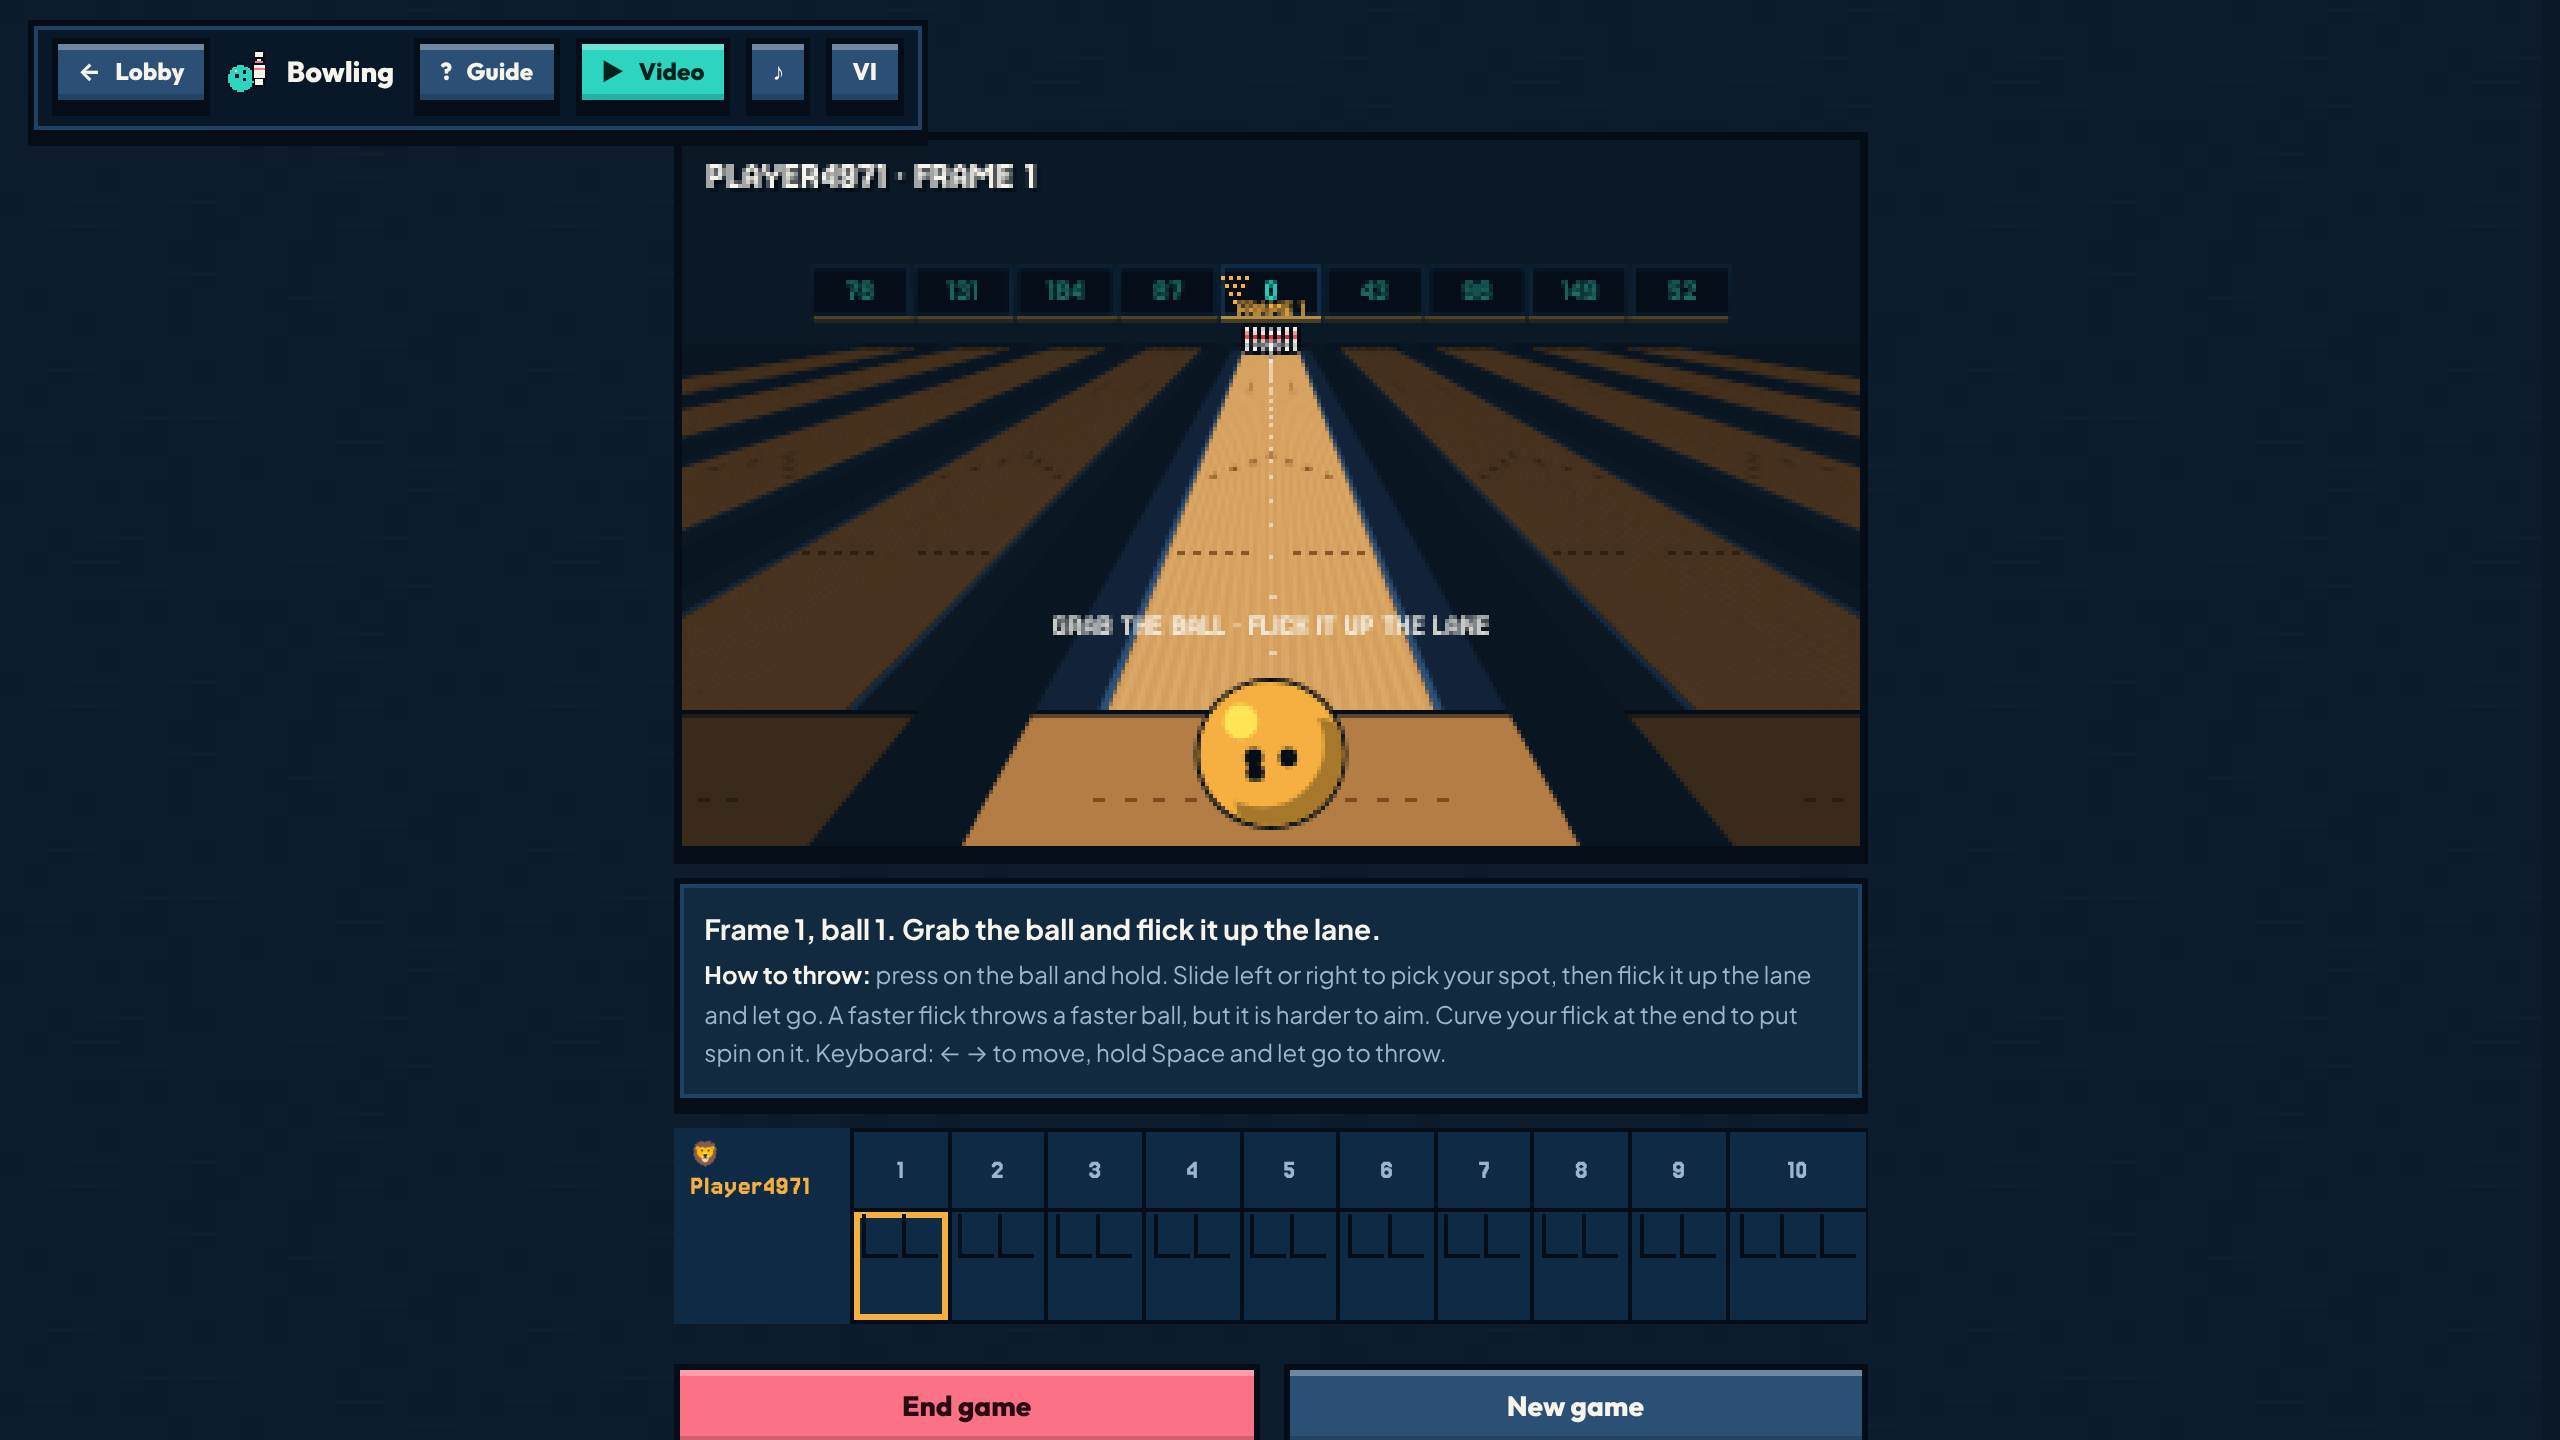 ← Lobby
Bowling
? Guide
▶ Video
♪
VI
PLAYER4971 · FRAME 1
78 131 184 87 0 43 98 149 52
FRAME 1
GRAB THE BALL · FLICK IT UP THE LANE
Frame 1, ball 1. Grab the ball and flick it up the lane.
How to throw: press on the ball and hold. Slide left or right to pick your spot, then flick it up the lane
and let go. A faster flick throws a faster ball, but it is harder to aim. Curve your flick at the end to put
spin on it. Keyboard: ← → to move, hold Space and let go to throw.
Player4971
1 2 3 4 5 6 7 8 9 10
End game
New game